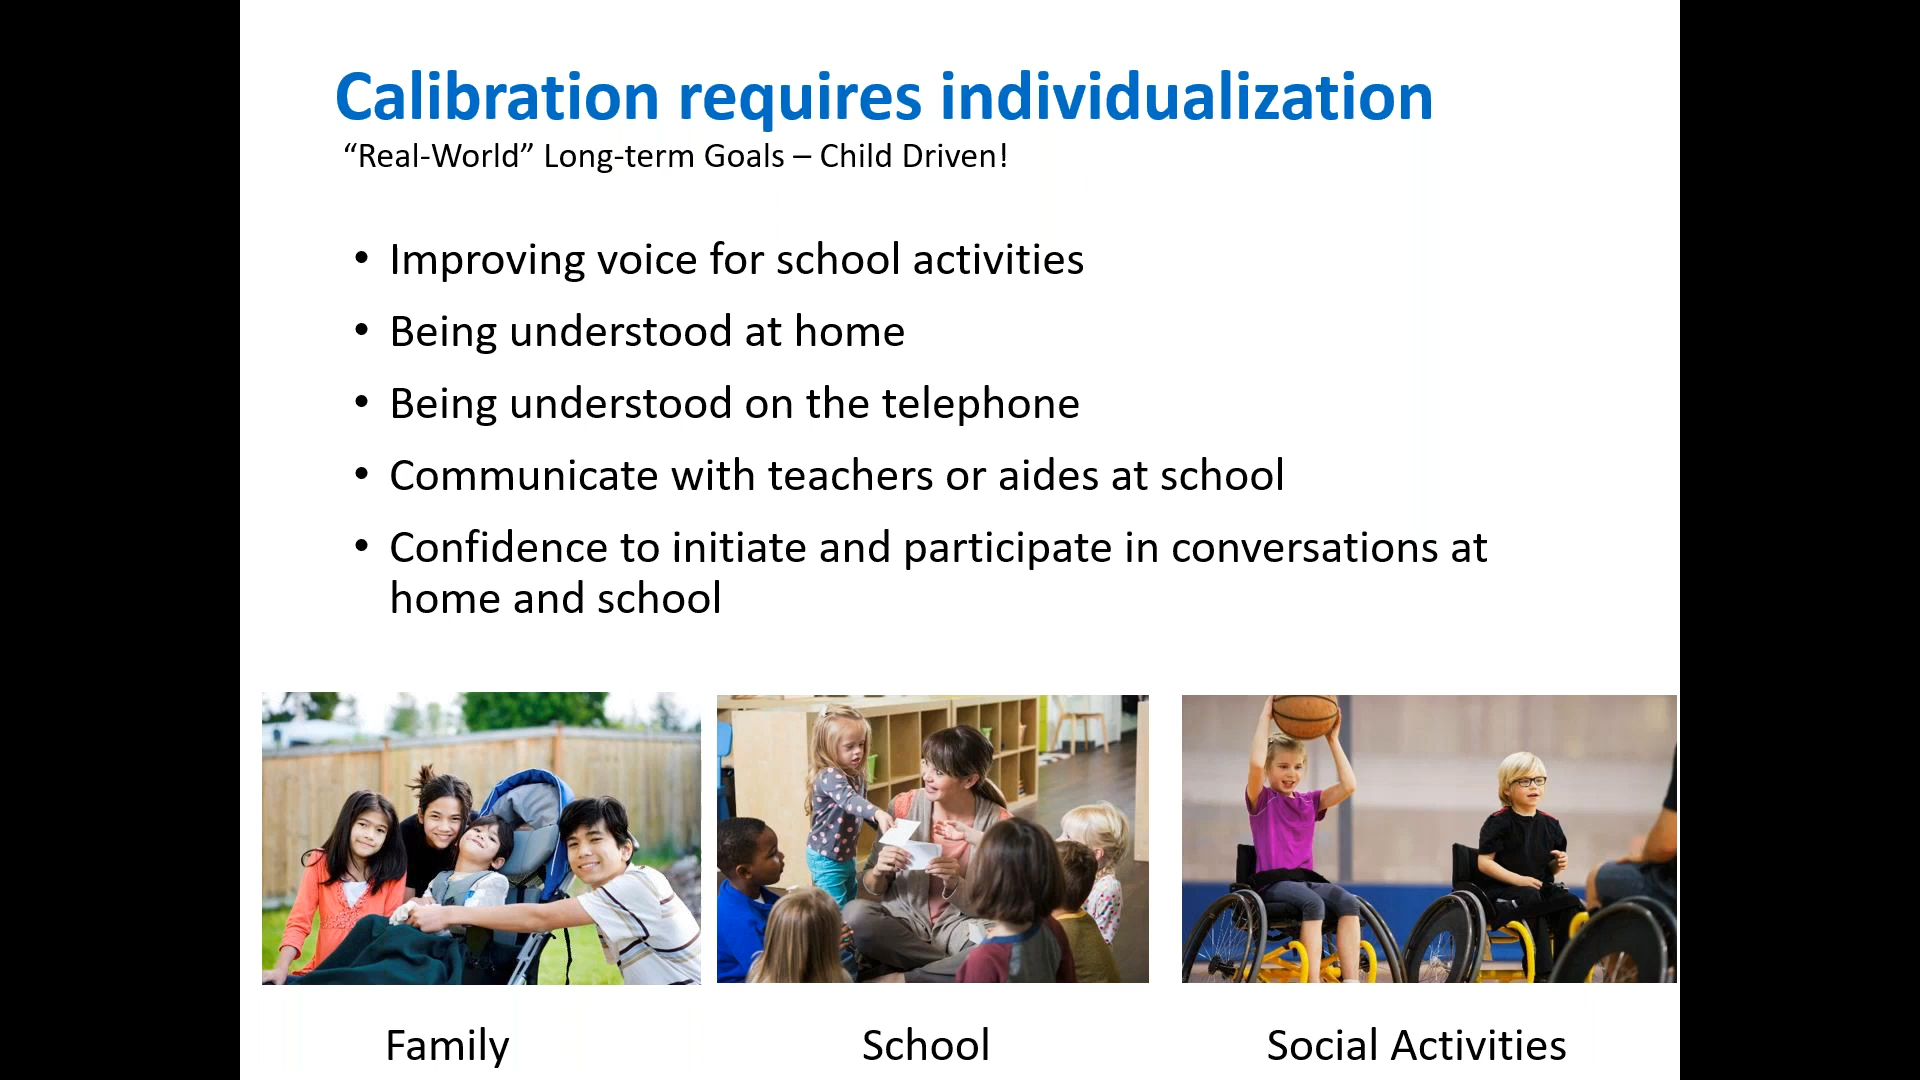 Calibration requires individualization
“Real-World” Long-term Goals – Child Driven!
• Improving voice for school activities
• Being understood at home
• Being understood on the telephone
• Communicate with teachers or aides at school
• Confidence to initiate and participate in conversations at
home and school
Family
School
Social Activities